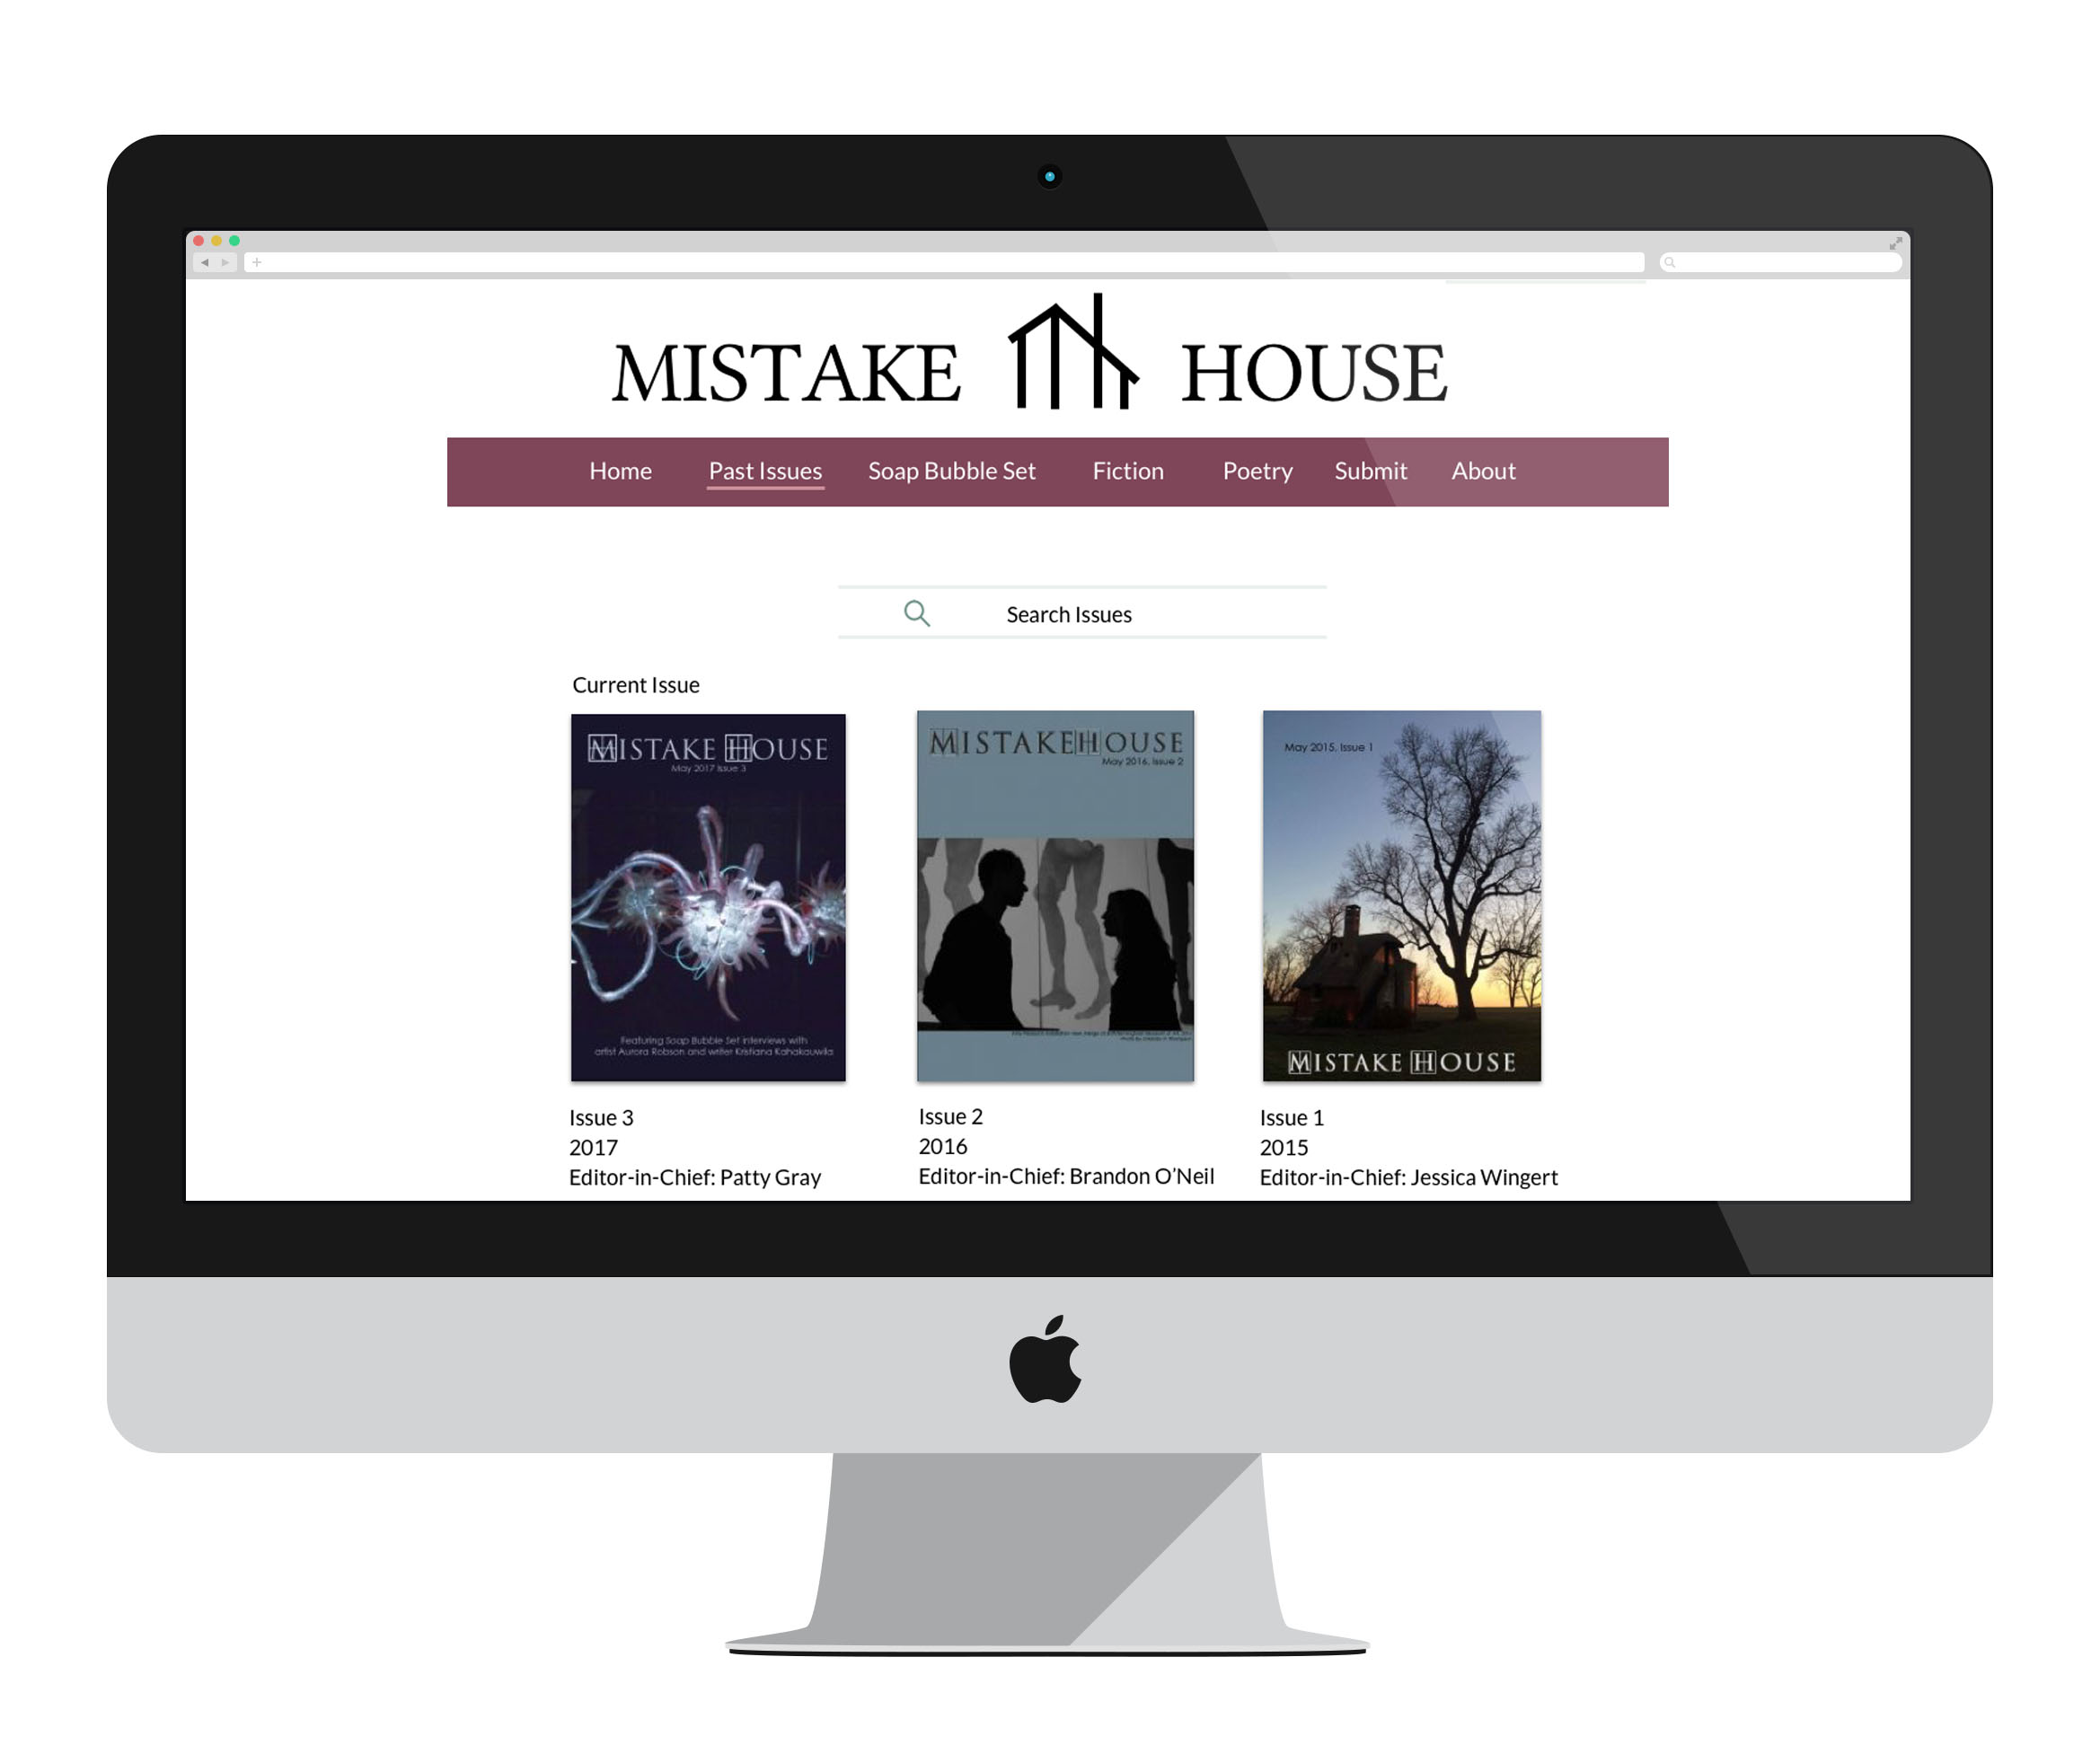 MISTAKE HOUSE
Home Past Issues Soap Bubble Set Fiction Poetry Submit About
Search Issues
Current Issue
MISTAKE HOUSE
May 2017 Issue 3
Featuring Soap Bubble Set interviews with
artist Aurora Robson and writer Kristiana Kahakauwila
Issue 3
2017
Editor-in-Chief: Patty Gray
MISTAKE HOUSE
May 2016, Issue 2
Issue 2
2016
Editor-in-Chief: Brandon O’Neil
May 2015, Issue 1
MISTAKE HOUSE
Issue 1
2015
Editor-in-Chief: Jessica Wingert